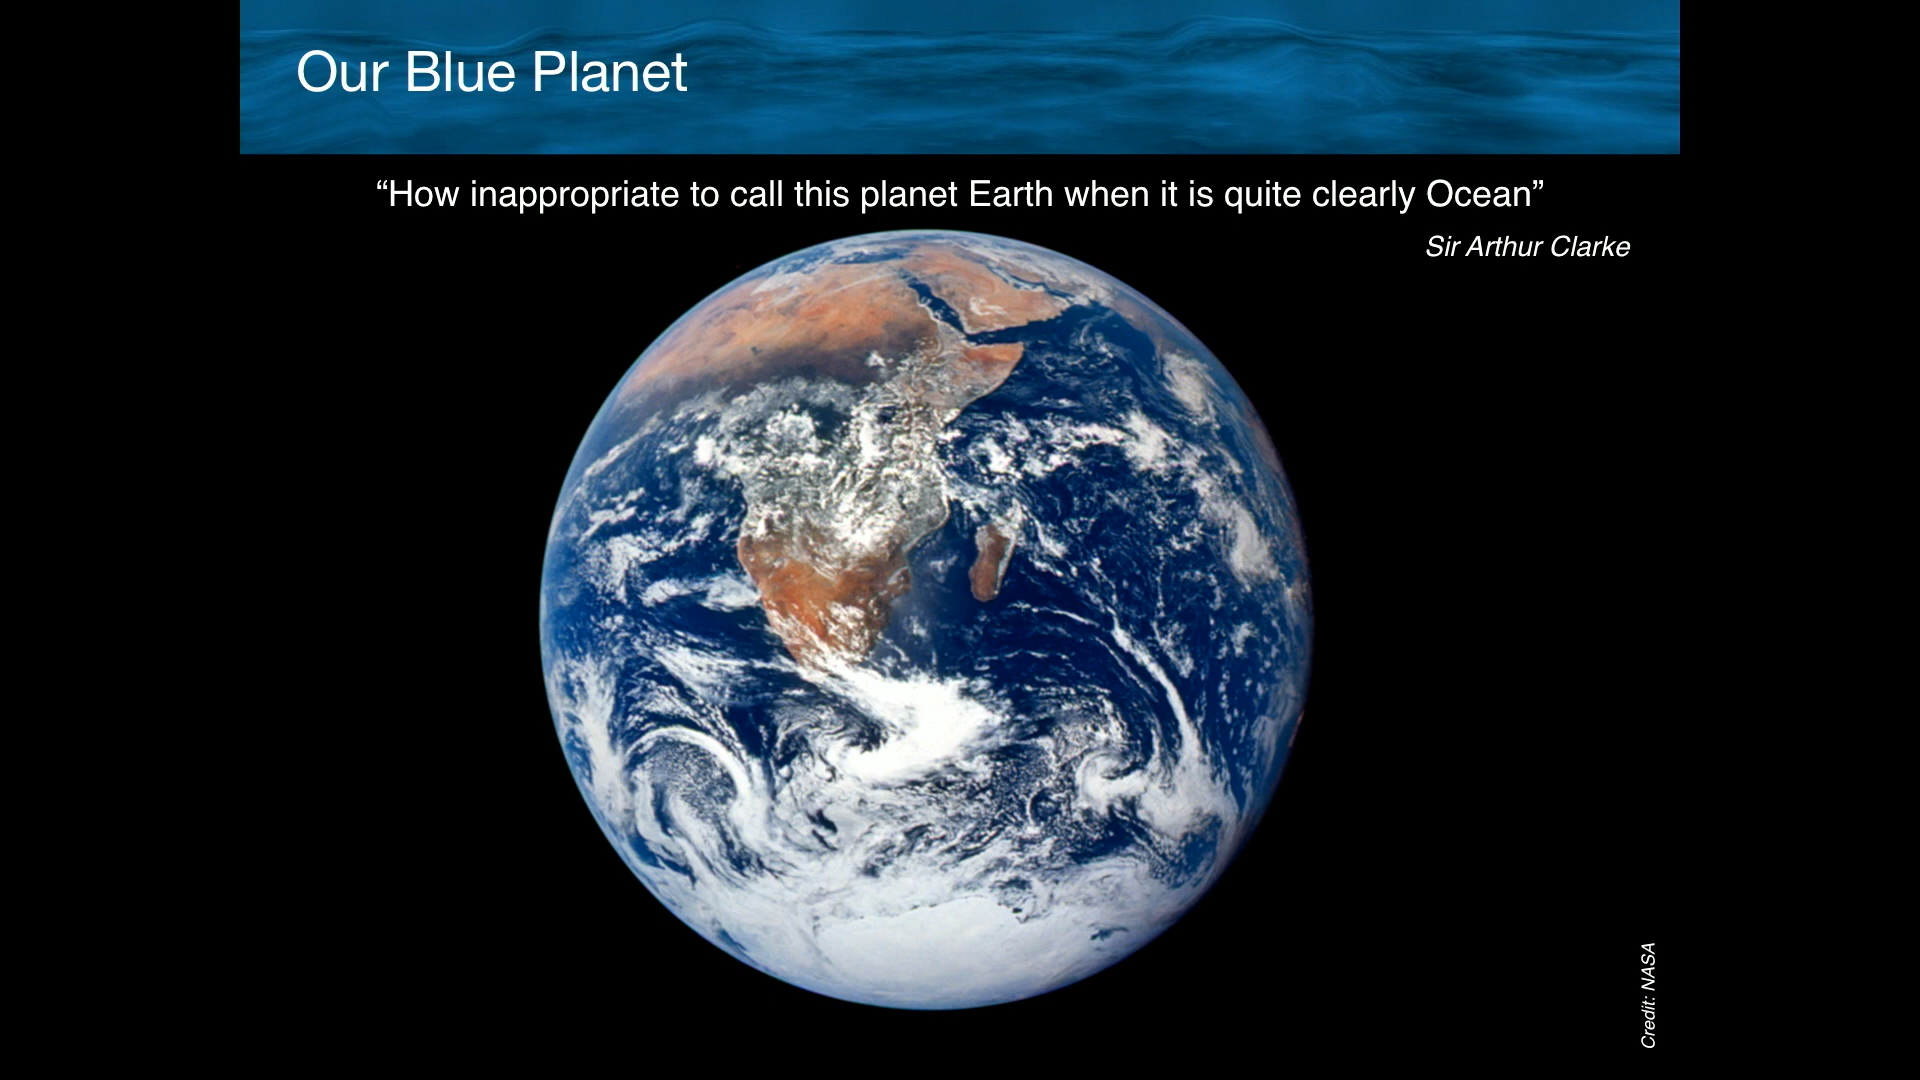 Our Blue Planet
“How inappropriate to call this planet Earth when it is quite clearly Ocean”
Sir Arthur Clarke
Credit: NASA